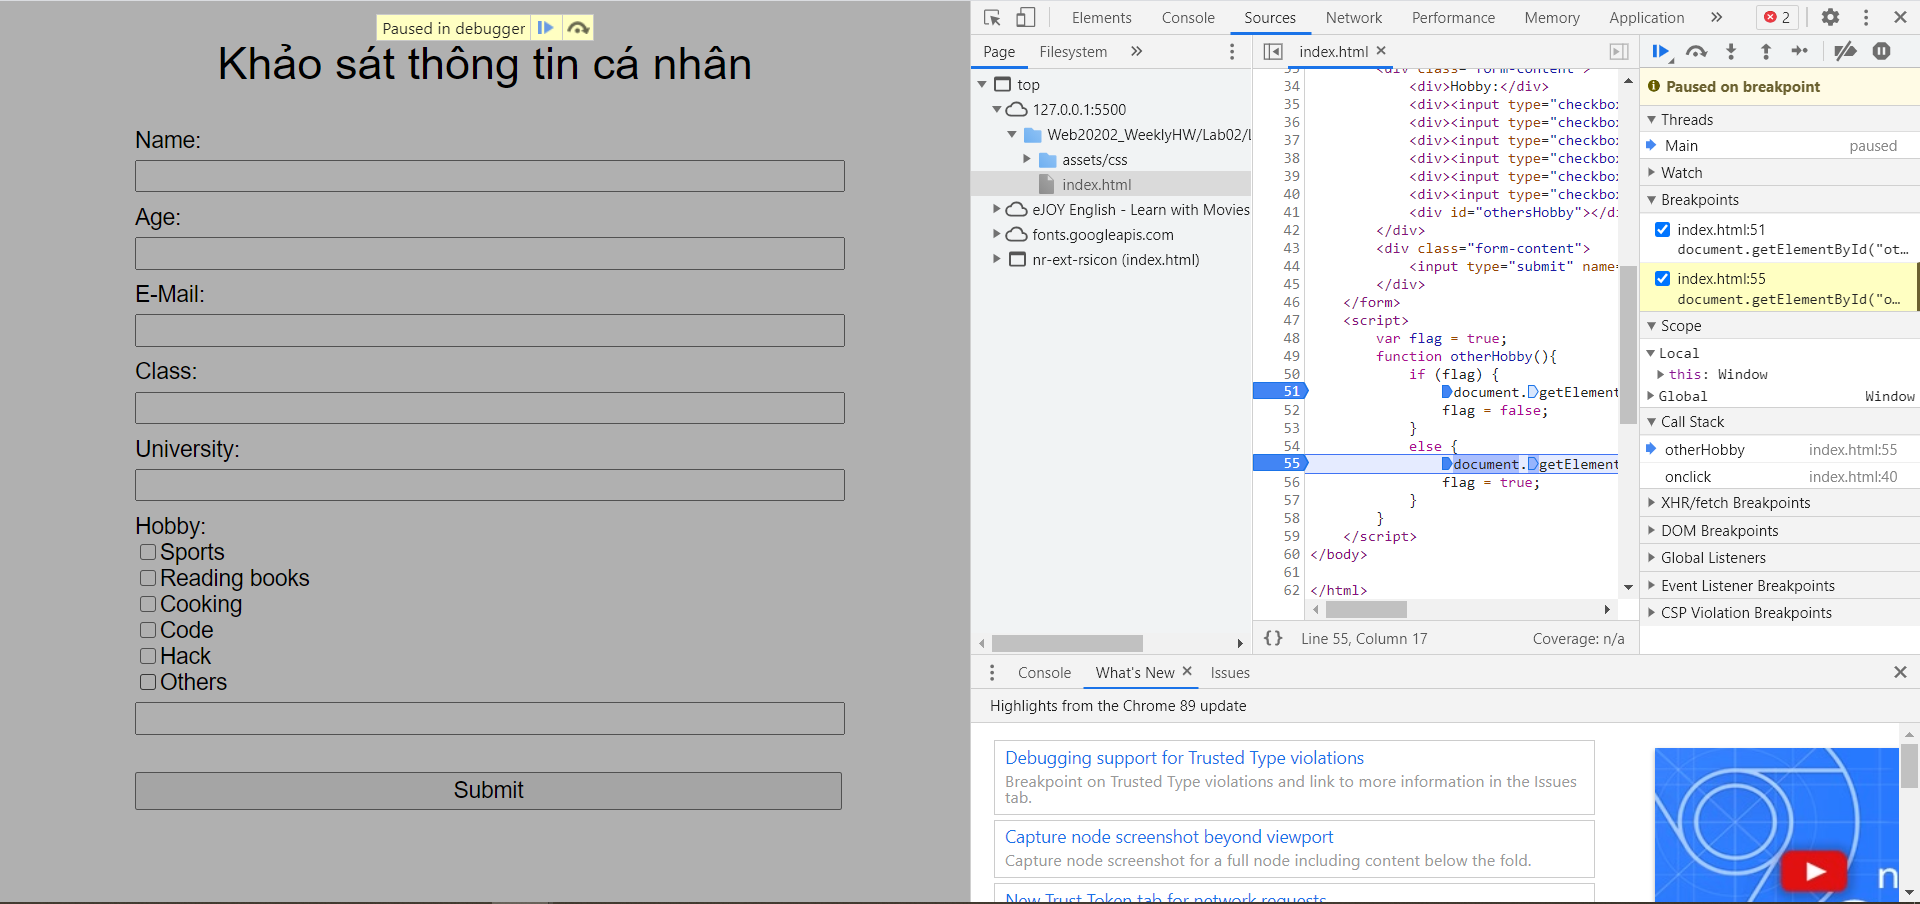 Paused in debugger
Khảo sát thông tin cá nhân
Name:
Age:
E-Mail:
Class:
University:
Hobby:
Sports
Reading books
Cooking
Code
Hack
Others
Submit
Elements Console Sources Network Performance Memory Application » 2
Page Filesystem »
top
127.0.0.1:5500
Web20202_WeeklyHW/Lab02/L
assets/css
index.html
eJOY English - Learn with Movies
fonts.googleapis.com
nr-ext-rsicon (index.html)
index.html
33 <div class="form-content">
34 <div>Hobby:</div>
35 <div><input type="checkbo
36 <div><input type="checkbo
37 <div><input type="checkbo
38 <div><input type="checkbo
39 <div><input type="checkbo
40 <div><input type="checkbo
41 <div id="othersHobby"></di
42 </div>
43 <div class="form-content">
44 <input type="submit" name=
45 </div>
46 </form>
47 <script>
48 var flag = true;
49 function otherHobby(){
50 if (flag) {
51 document.getElement
52 flag = false;
53 }
54 else {
55 document.getElement
56 flag = true;
57 }
58 }
59 </script>
60 </body>
61
62 </html>
{} Line 55, Column 17 Coverage: n/a
Paused on breakpoint
Threads
Main paused
Watch
Breakpoints
index.html:51
document.getElementById("ot…
index.html:55
document.getElementById("o…
Scope
Local
this: Window
Global Window
Call Stack
otherHobby index.html:55
onclick index.html:40
XHR/fetch Breakpoints
DOM Breakpoints
Global Listeners
Event Listener Breakpoints
CSP Violation Breakpoints
Console What's New Issues
Highlights from the Chrome 89 update
Debugging support for Trusted Type violations
Breakpoint on Trusted Type violations and link to more information in the Issues
tab.
Capture node screenshot beyond viewport
Capture node screenshot for a full node including content below the fold.
New Trust Token tab for network requests
n